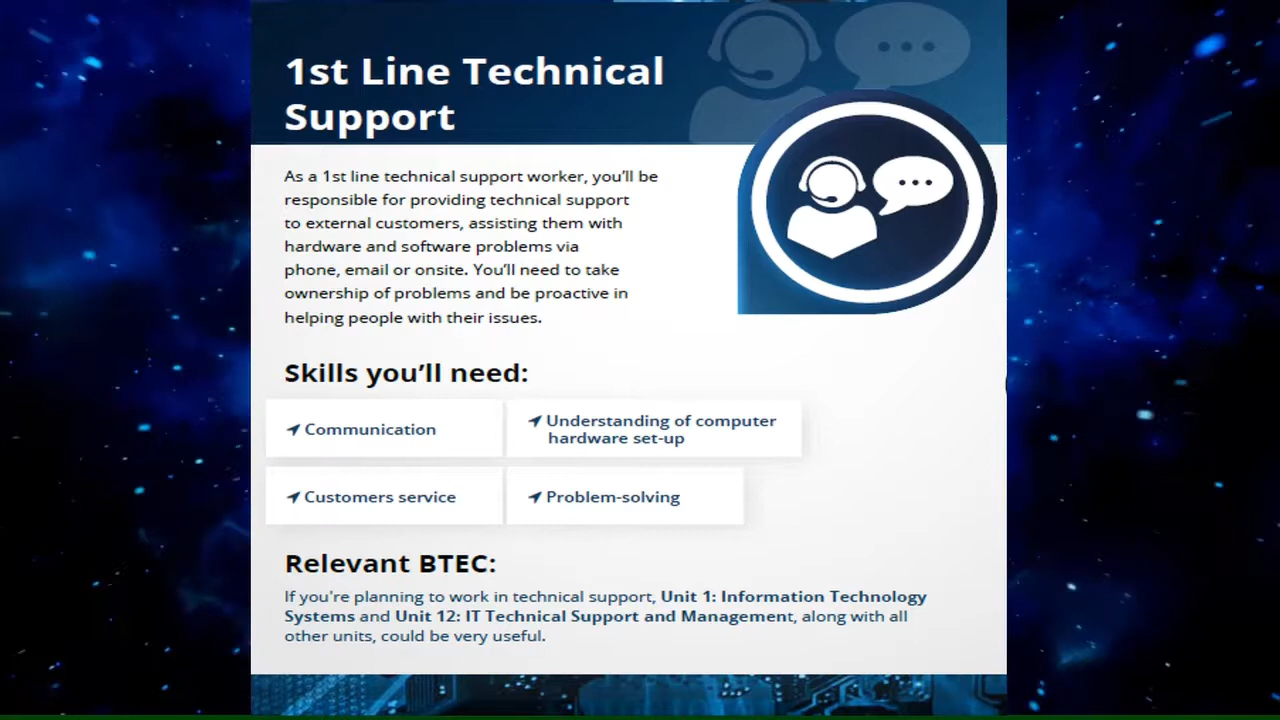 1st Line Technical
Support
As a 1st line technical support worker, you’ll be
responsible for providing technical support
to external customers, assisting them with
hardware and software problems via
phone, email or onsite. You’ll need to take
ownership of problems and be proactive in
helping people with their issues.
Skills you’ll need:
Communication
Understanding of computer
hardware set-up
Customers service
Problem-solving
Relevant BTEC:
If you're planning to work in technical support, Unit 1: Information Technology
Systems and Unit 12: IT Technical Support and Management, along with all
other units, could be very useful.